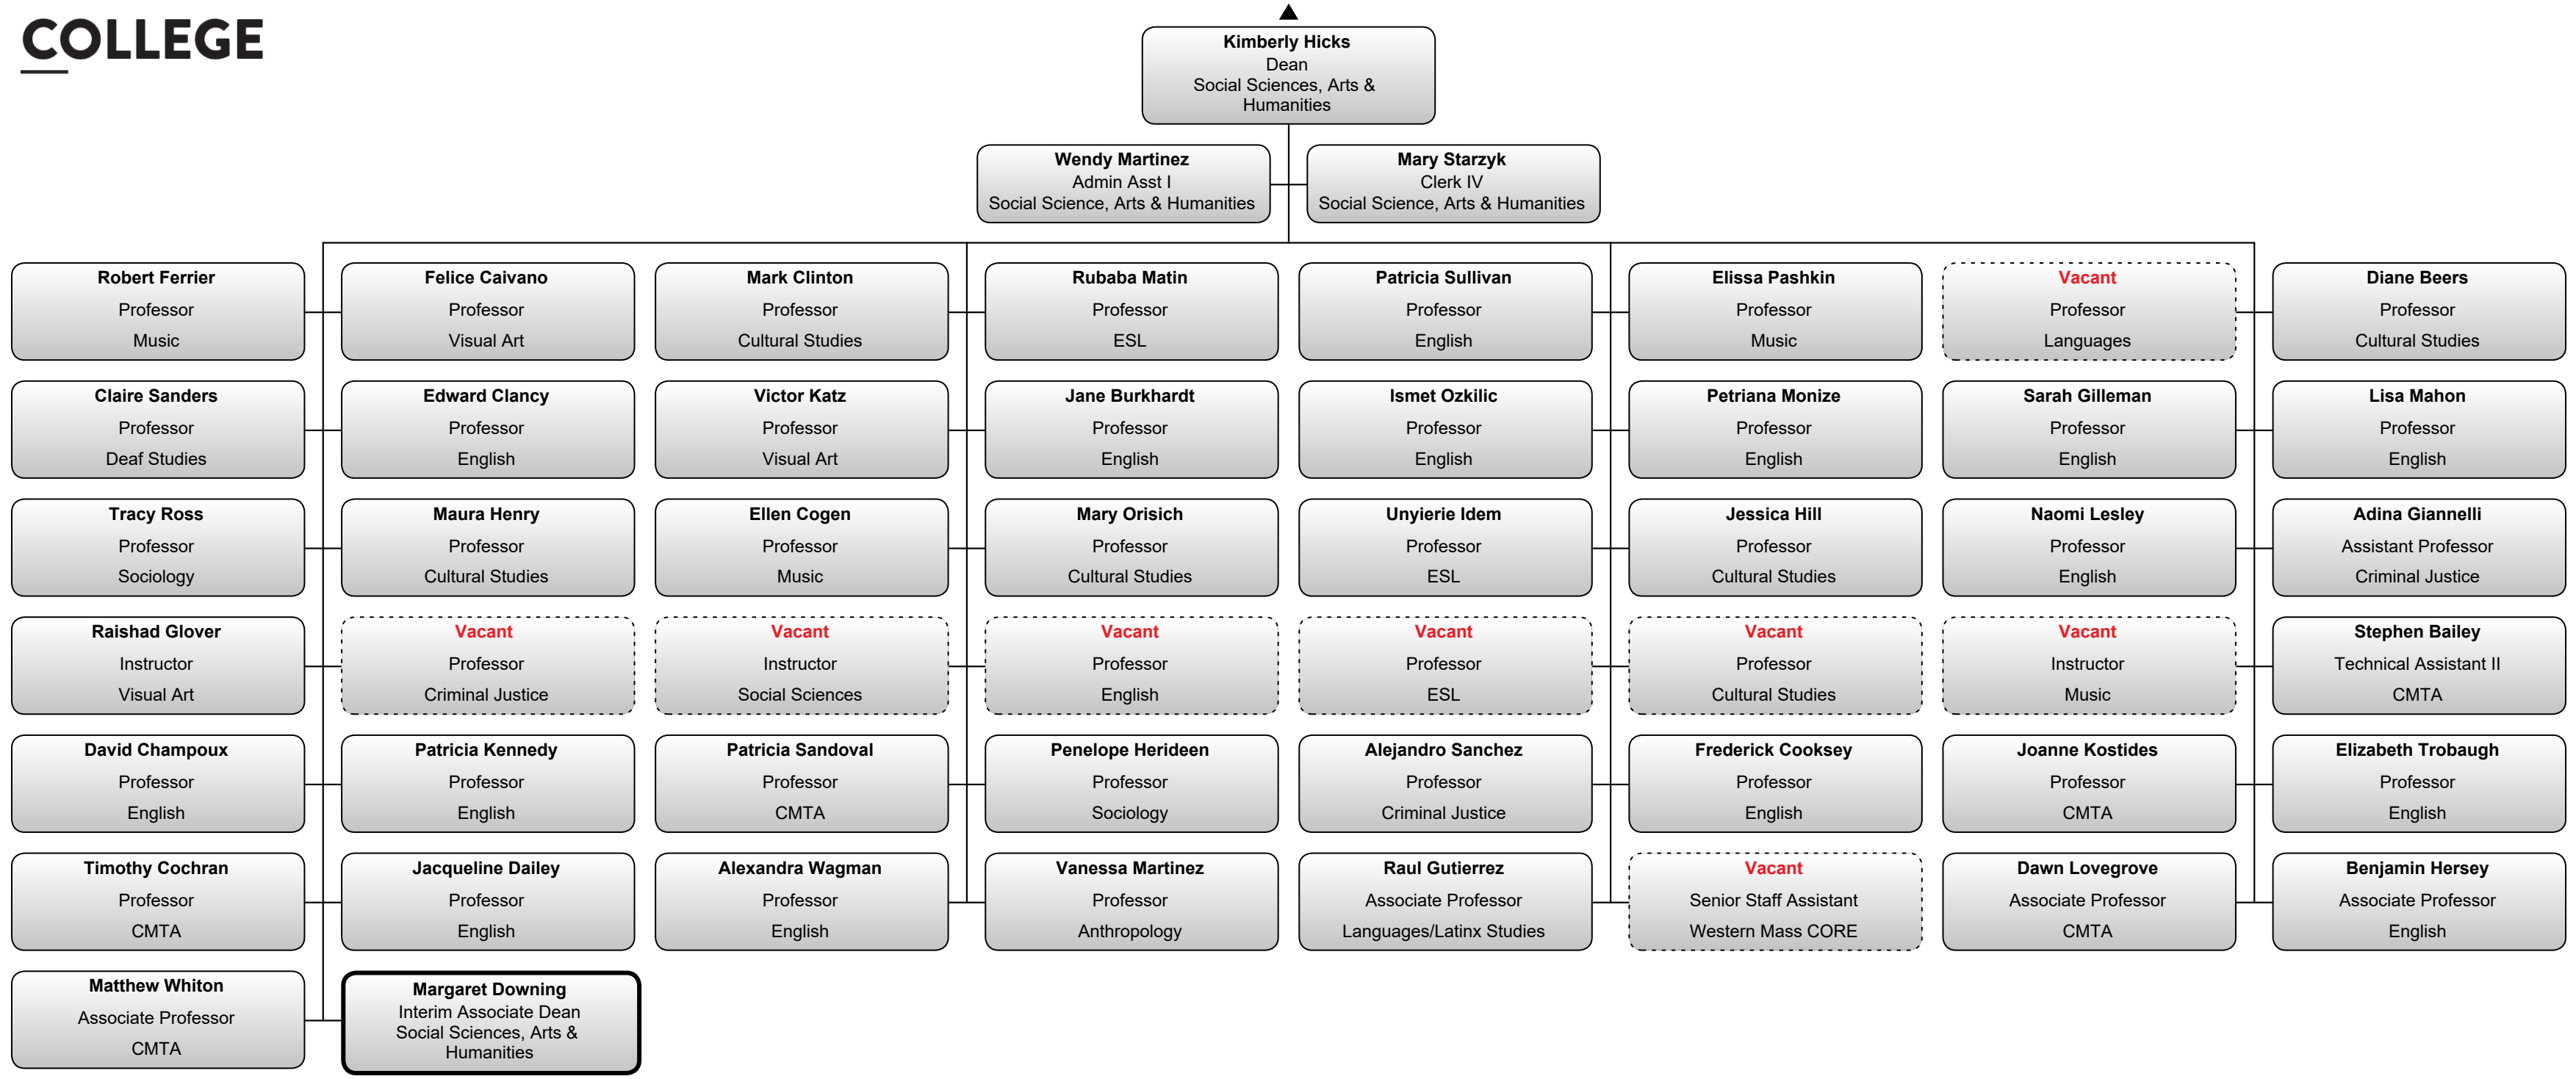 COLLEGE
Kimberly Hicks
Dean
Social Sciences, Arts &
Humanities
Wendy Martinez
Admin Asst I
Social Science, Arts & Humanities
Mary Starzyk
Clerk IV
Social Science, Arts & Humanities
Robert Ferrier
Professor
Music
Felice Caivano
Professor
Visual Art
Mark Clinton
Professor
Cultural Studies
Rubaba Matin
Professor
ESL
Patricia Sullivan
Professor
English
Elissa Pashkin
Professor
Music
Vacant
Professor
Languages
Diane Beers
Professor
Cultural Studies
Claire Sanders
Professor
Deaf Studies
Edward Clancy
Professor
English
Victor Katz
Professor
Visual Art
Jane Burkhardt
Professor
English
Ismet Ozkilic
Professor
English
Petriana Monize
Professor
English
Sarah Gilleman
Professor
English
Lisa Mahon
Professor
English
Tracy Ross
Professor
Sociology
Maura Henry
Professor
Cultural Studies
Ellen Cogen
Professor
Music
Mary Orisich
Professor
Cultural Studies
Unyierie Idem
Professor
ESL
Jessica Hill
Professor
Cultural Studies
Naomi Lesley
Professor
English
Adina Giannelli
Assistant Professor
Criminal Justice
Raishad Glover
Instructor
Visual Art
Vacant
Professor
Criminal Justice
Vacant
Instructor
Social Sciences
Vacant
Professor
English
Vacant
Professor
ESL
Vacant
Professor
Cultural Studies
Vacant
Instructor
Music
Stephen Bailey
Technical Assistant II
CMTA
David Champoux
Professor
English
Patricia Kennedy
Professor
English
Patricia Sandoval
Professor
CMTA
Penelope Herideen
Professor
Sociology
Alejandro Sanchez
Professor
Criminal Justice
Frederick Cooksey
Professor
English
Joanne Kostides
Professor
CMTA
Elizabeth Trobaugh
Professor
English
Timothy Cochran
Professor
CMTA
Jacqueline Dailey
Professor
English
Alexandra Wagman
Professor
English
Vanessa Martinez
Professor
Anthropology
Raul Gutierrez
Associate Professor
Languages/Latinx Studies
Vacant
Senior Staff Assistant
Western Mass CORE
Dawn Lovegrove
Associate Professor
CMTA
Benjamin Hersey
Associate Professor
English
Matthew Whiton
Associate Professor
CMTA
Margaret Downing
Interim Associate Dean
Social Sciences, Arts &
Humanities